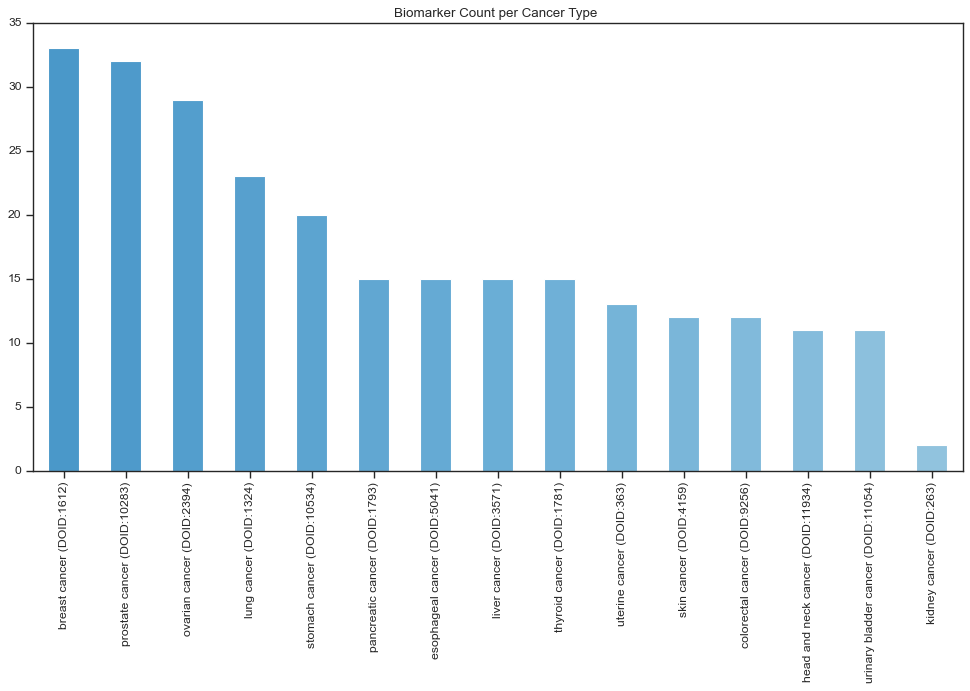 Biomarker Count per Cancer Type
35
30
25
20
15
10
5
0
breast cancer (DOID:1612)
prostate cancer (DOID:10283)
ovarian cancer (DOID:2394)
lung cancer (DOID:1324)
stomach cancer (DOID:10534)
pancreatic cancer (DOID:1793)
esophageal cancer (DOID:5041)
liver cancer (DOID:3571)
thyroid cancer (DOID:1781)
uterine cancer (DOID:363)
skin cancer (DOID:4159)
colorectal cancer (DOID:9256)
head and neck cancer (DOID:11934)
urinary bladder cancer (DOID:11054)
kidney cancer (DOID:263)